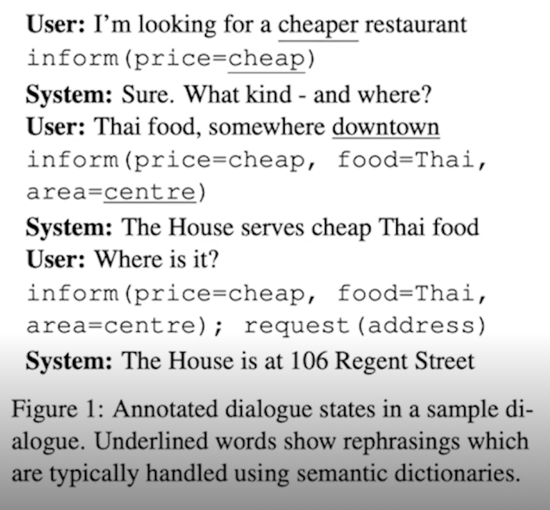 User: I'm looking for a cheaper restaurant
inform(price=cheap)
System: Sure. What kind - and where?
User: Thai food, somewhere downtown
inform(price=cheap, food=Thai,
area=centre)
System: The House serves cheap Thai food
User: Where is it?
inform(price=cheap, food=Thai,
area=centre); request(address)
System: The House is at 106 Regent Street
Figure 1: Annotated dialogue states in a sample di-
alogue. Underlined words show rephrasings which
are typically handled using semantic dictionaries.